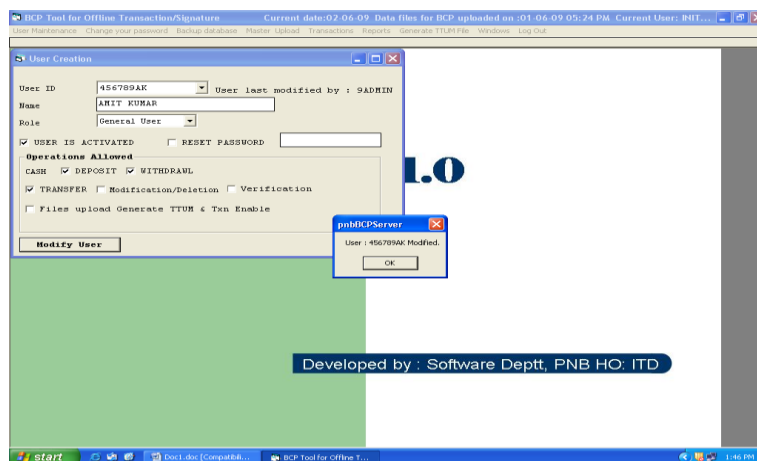 BCP Tool for Offline Transaction/Signature Current date:02-06-09 Data files for BCP uploaded on :01-06-09 05:24 PM Current User: INIT...
User Maintenance Change your password Backup database Master Upload Transactions Reports Generate TTUM File Windows Log Out
User Creation
User ID 456789AK User last modified by : 9ADMIN
Name AMIT KUMAR
Role General User
USER IS ACTIVATED RESET PASSWORD
Operations Allowed
CASH DEPOSIT WITHDRAWL
TRANSFER Modification/Deletion Verification
Files upload Generate TTUM & Txn Enable
Modify User
1.0
pnbBCPServer
User : 456789AK Modified.
OK
Developed by : Software Deptt, PNB HO: ITD
start Doc1.doc [Compatibili... BCP Tool for Offline T... 1:46 PM